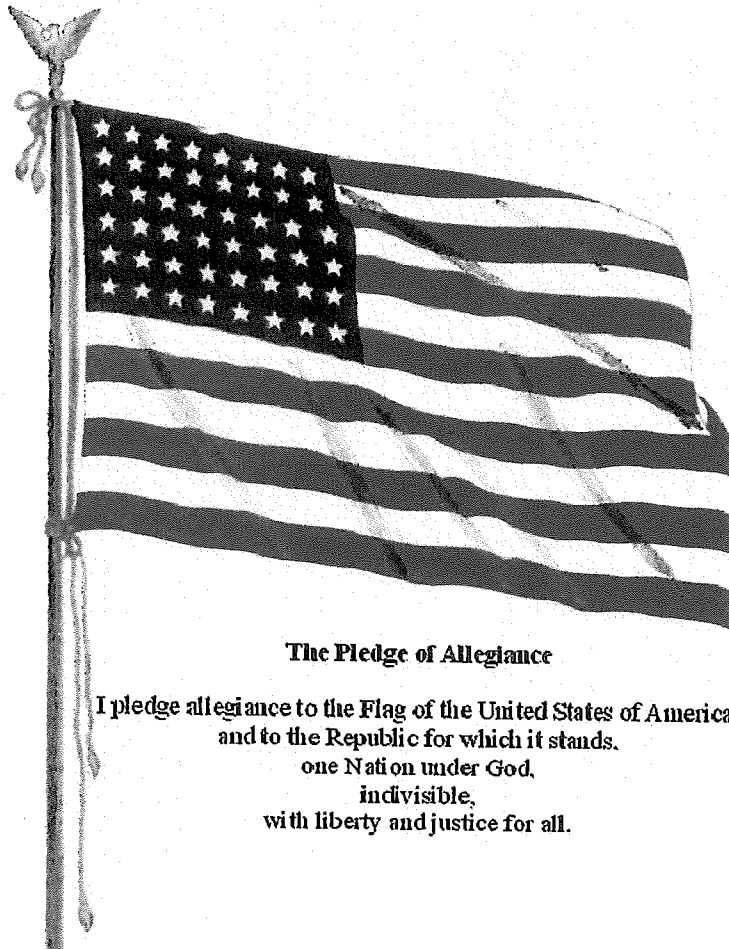 The Pledge of Allegiance
I pledge allegiance to the Flag of the United States of America
and to the Republic for which it stands.
one Nation under God,
indivisible,
with liberty and justice for all.